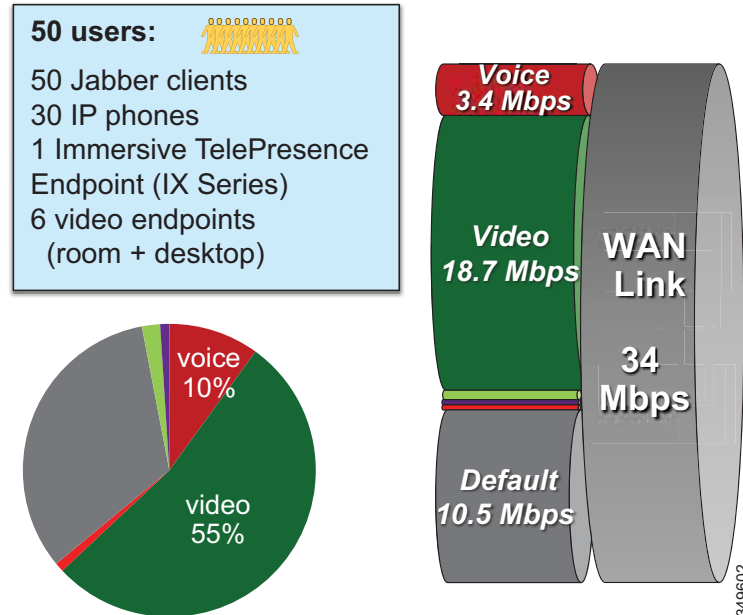 50 users:
50 Jabber clients
30 IP phones
1 Immersive TelePresence
Endpoint (IX Series)
6 video endpoints
(room + desktop)
voice
10%
video
55%
Voice
3.4 Mbps
Video
18.7 Mbps
Default
10.5 Mbps
WAN
Link
34
Mbps
349602